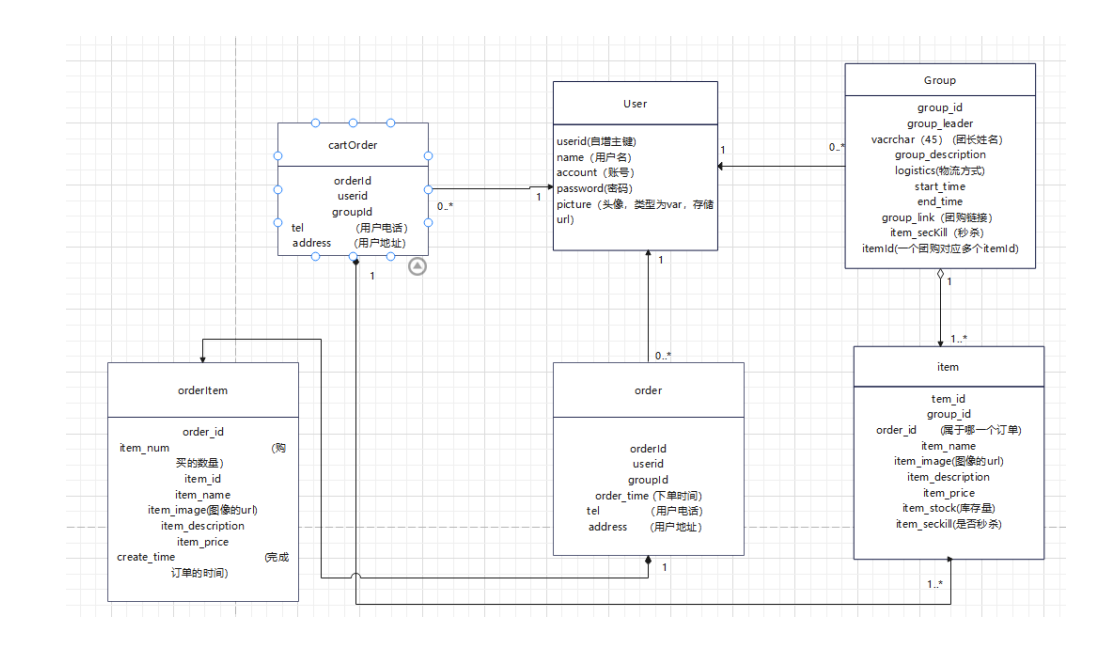 cartOrder
orderId
userid
groupId
tel （用户电话）
address （用户地址）
0..*
1
1
User
userid(自增主键)
name（用户名）
account（账号）
password(密码)
picture（头像，类型为var，存储
url)
1
0..*
Group
group_id
group_leader
vacrchar（45）（团长姓名）
group_description
logistics(物流方式)
start_time
end_time
group_link（团购链接）
item_secKill（秒杀）
itemId(一个团购对应多个itemId)
1
1..*
1
0..*
orderItem
order_id
item_num （购
买的数量）
item_id
item_name
item_image(图像的url)
item_description
item_price
create_time （完成
订单的时间）
order
orderId
userid
groupId
order_time（下单时间）
tel （用户电话）
address （用户地址）
1
item
tem_id
group_id
order_id （属于哪一个订单）
item_name
item_image(图像的url)
item_description
item_price
item_stock(库存量)
item_seckill(是否秒杀)
1..*